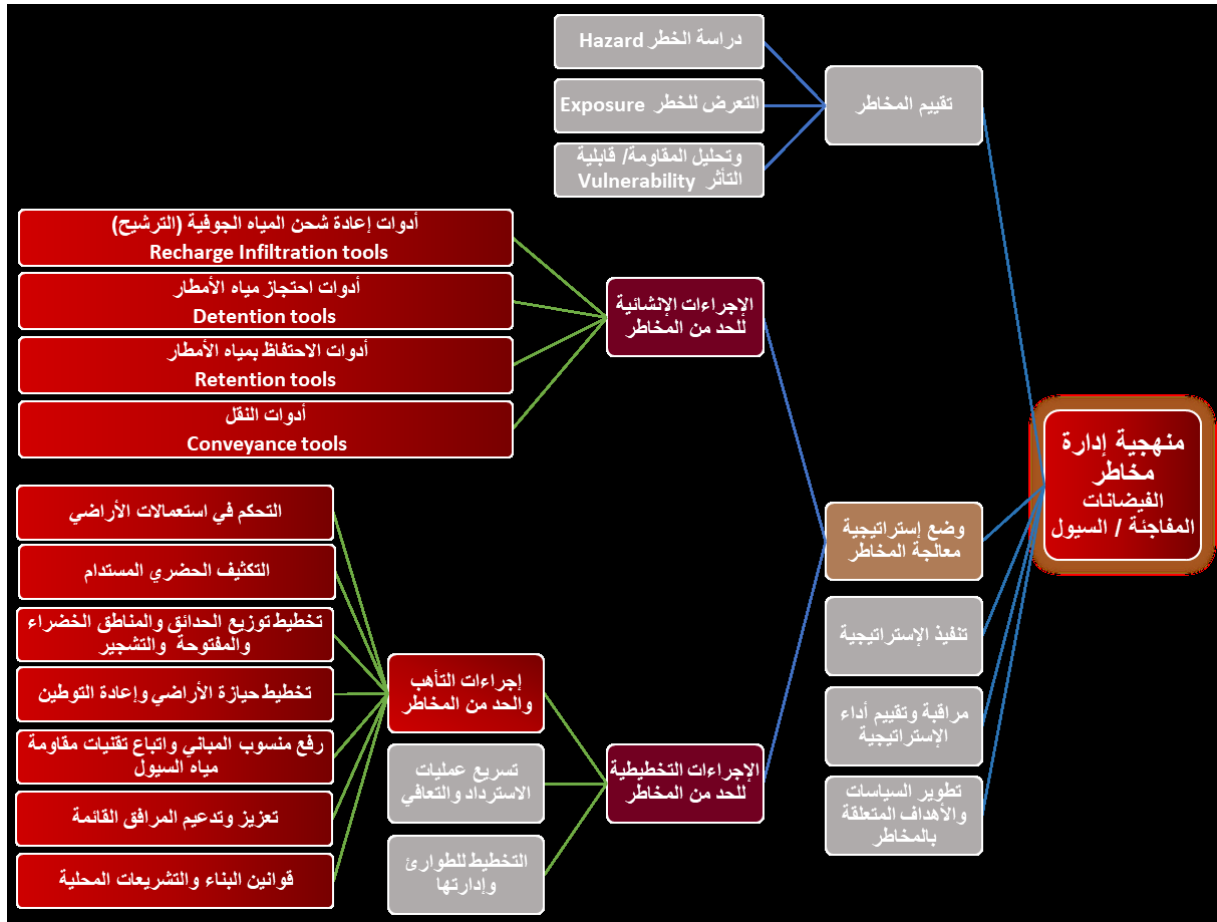 منهجية إدارة
مخاطر
الفيضانات
المفاجئة / السيول
تقييم المخاطر
دراسة الخطر Hazard
التعرض للخطر Exposure
وتحليل المقاومة/ قابلية
التأثر Vulnerability
وضع إستراتيجية
معالجة المخاطر
الإجراءات الإنشائية
للحد من المخاطر
أدوات إعادة شحن المياه الجوفية (الترشيح)
Recharge Infiltration tools
أدوات احتجاز مياه الأمطار
Detention tools
أدوات الاحتفاظ بمياه الأمطار
Retention tools
أدوات النقل
Conveyance tools
الإجراءات التخطيطية
للحد من المخاطر
إجراءات التأهب
والحد من المخاطر
التحكم في استعمالات الأراضي
التكثيف الحضري المستدام
تخطيط توزيع الحدائق والمناطق الخضراء
والمفتوحة والتشجير
تخطيط حيازة الأراضي وإعادة التوطين
رفع منسوب المباني واتباع تقنيات مقاومة
مياه السيول
تعزيز وتدعيم المرافق القائمة
قوانين البناء والتشريعات المحلية
تسريع عمليات
الاسترداد والتعافي
التخطيط للطوارئ
وإدارتها
تنفيذ الإستراتيجية
مراقبة وتقييم أداء
الإستراتيجية
تطوير السياسات
والأهداف المتعلقة
بالمخاطر